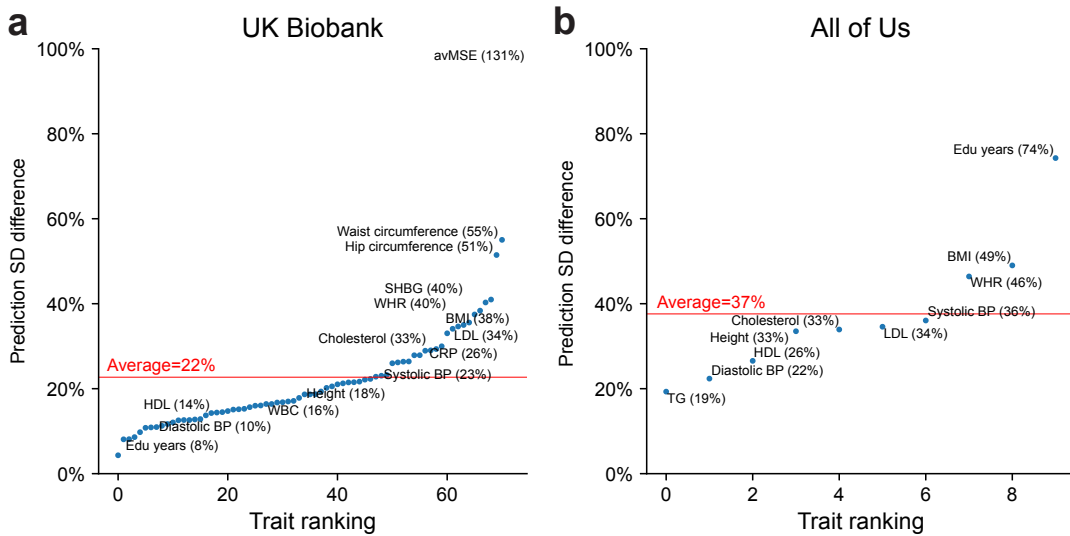 a
UK Biobank
Prediction SD difference
100%
80%
60%
40%
20%
0%
avMSE (131%)
Waist circumference (55%)
Hip circumference (51%)
SHBG (40%)
WHR (40%)
BMI (38%)
Cholesterol (33%)
LDL (34%)
CRP (26%)
Average=22%
Systolic BP (23%)
Height (18%)
HDL (14%)
WBC (16%)
Diastolic BP (10%)
Edu years (8%)
0
20
40
60
Trait ranking
b
All of Us
Prediction SD difference
100%
80%
60%
40%
20%
0%
Edu years (74%)
BMI (49%)
WHR (46%)
Average=37%
Systolic BP (36%)
Cholesterol (33%)
LDL (34%)
Height (33%)
HDL (26%)
Diastolic BP (22%)
TG (19%)
0
2
4
6
8
Trait ranking